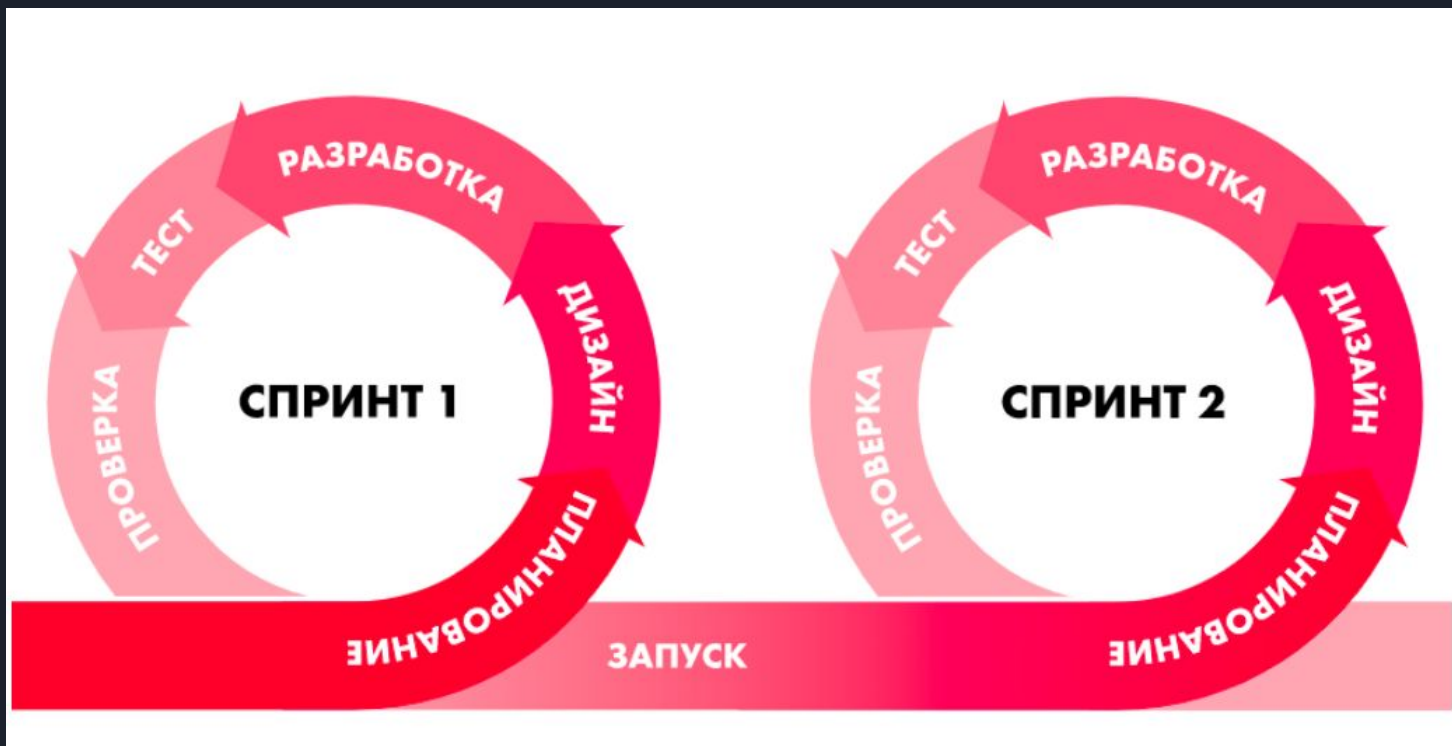 СПРИНТ 1
ПЛАНИРОВАНИЕ
ДИЗАЙН
РАЗРАБОТКА
ТЕСТ
ПРОВЕРКА
ЗАПУСК
СПРИНТ 2
ПЛАНИРОВАНИЕ
ДИЗАЙН
РАЗРАБОТКА
ТЕСТ
ПРОВЕРКА